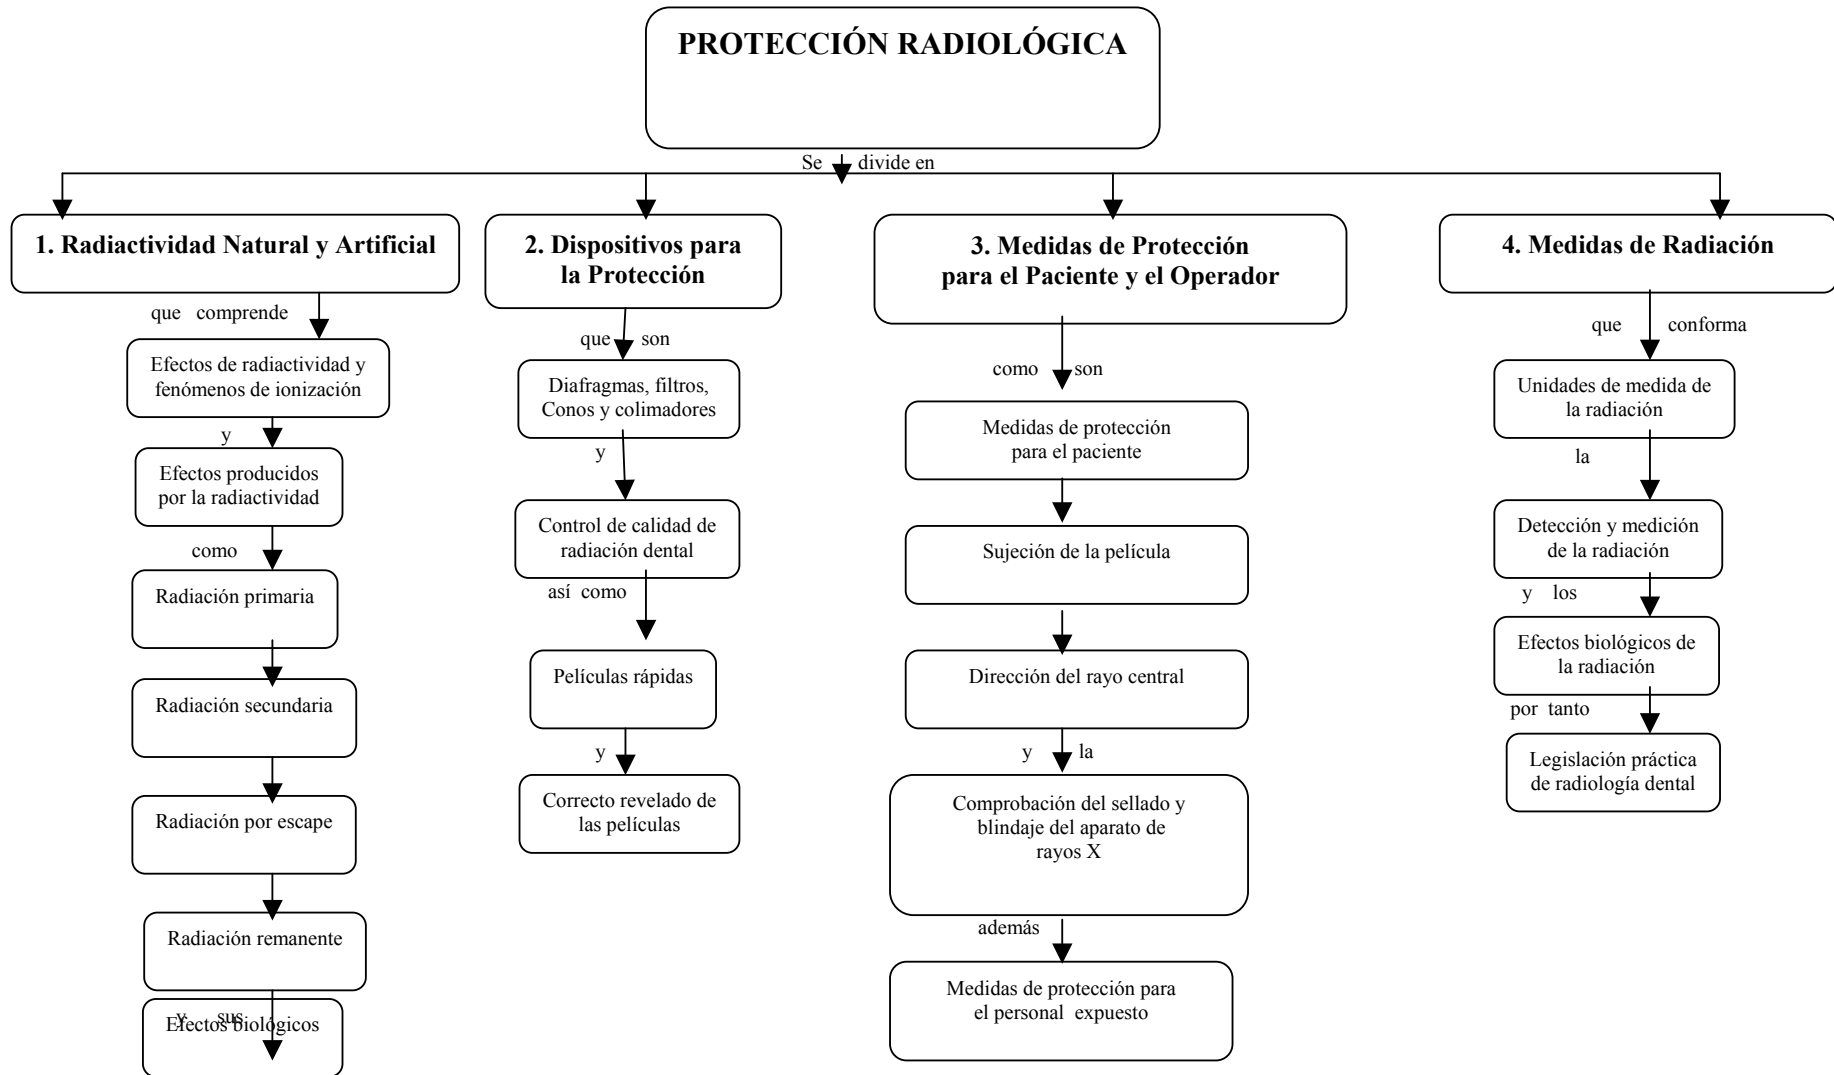 PROTECCIÓN RADIOLÓGICA
Se divide en
1. Radiactividad Natural y Artificial
que comprende
Efectos de radiactividad y
fenómenos de ionización
y
Efectos producidos
por la radiactividad
como
Radiación primaria
Radiación secundaria
Radiación por escape
Radiación remanente
y sus
Efectos biológicos
2. Dispositivos para
la Protección
que son
Diafragmas, filtros,
Conos y colimadores
y
Control de calidad de
radiación dental
así como
Películas rápidas
y
Correcto revelado de
las películas
3. Medidas de Protección
para el Paciente y el Operador
como son
Medidas de protección
para el paciente
Sujeción de la película
Dirección del rayo central
y la
Comprobación del sellado y
blindaje del aparato de
rayos X
además
Medidas de protección para
el personal expuesto
4. Medidas de Radiación
que conforma
Unidades de medida de
la radiación
la
Detección y medición
de la radiación
y los
Efectos biológicos de
la radiación
por tanto
Legislación práctica
de radiología dental